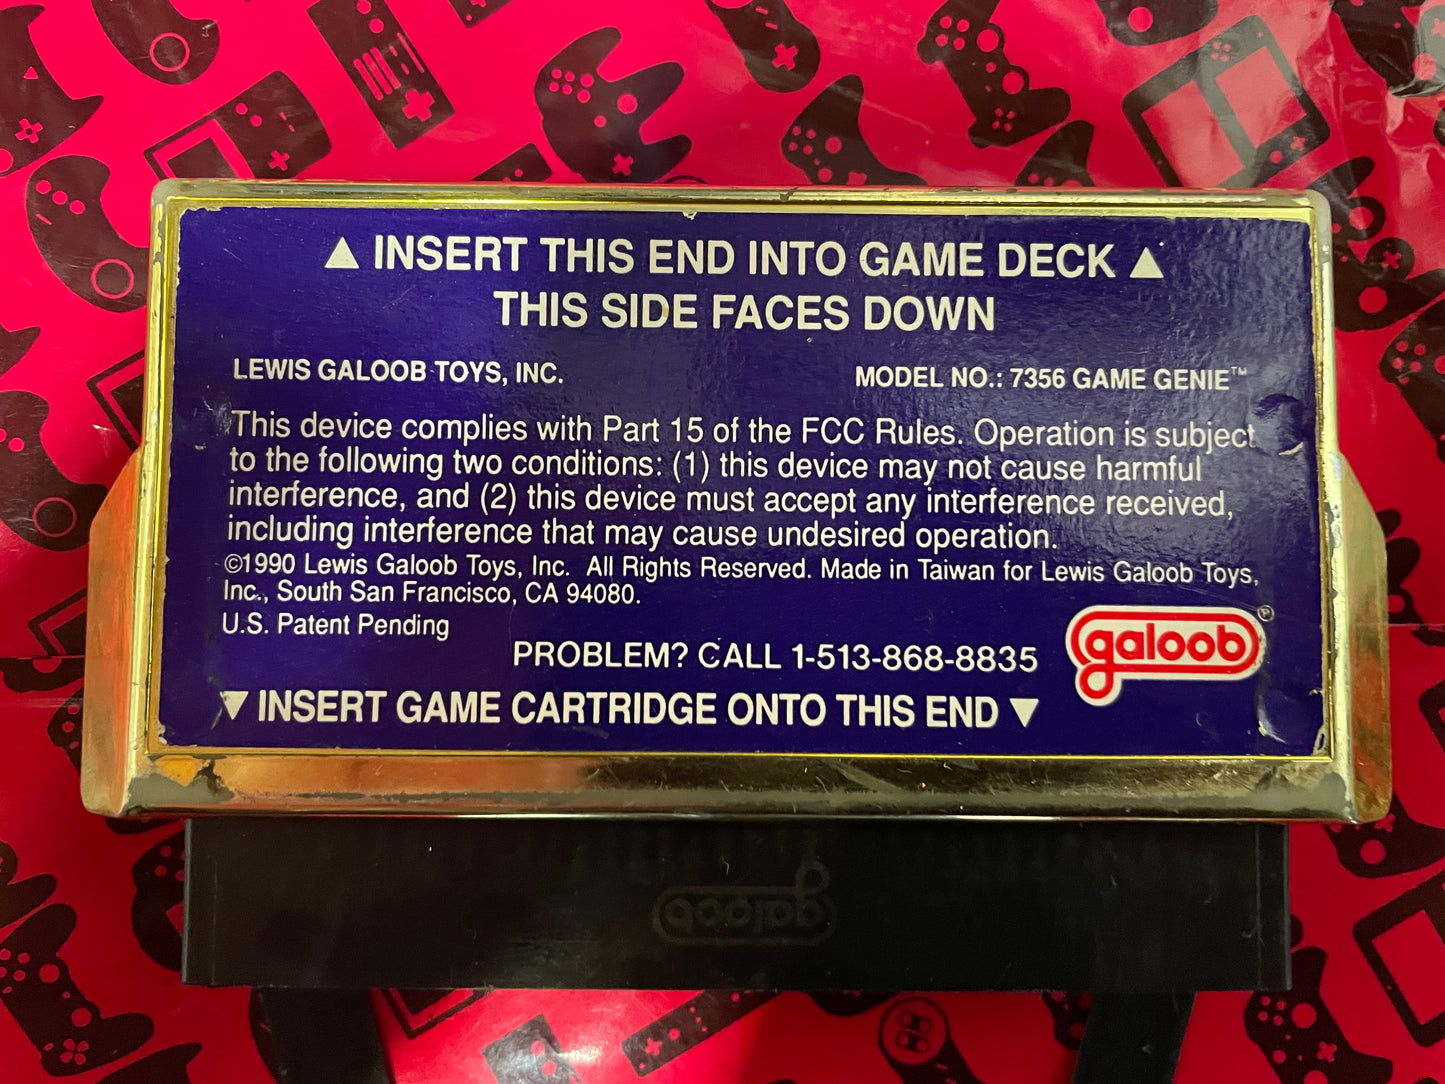 ▲ INSERT THIS END INTO GAME DECK ▲
THIS SIDE FACES DOWN
LEWIS GALOOB TOYS, INC. MODEL NO.: 7356 GAME GENIE™
This device complies with Part 15 of the FCC Rules. Operation is subject
to the following two conditions: (1) this device may not cause harmful
interference, and (2) this device must accept any interference received,
including interference that may cause undesired operation.
©1990 Lewis Galoob Toys, Inc. All Rights Reserved. Made in Taiwan for Lewis Galoob Toys,
Inc., South San Francisco, CA 94080.
U.S. Patent Pending
PROBLEM? CALL 1-513-868-8835
galoob®
▼ INSERT GAME CARTRIDGE ONTO THIS END ▼
galoob